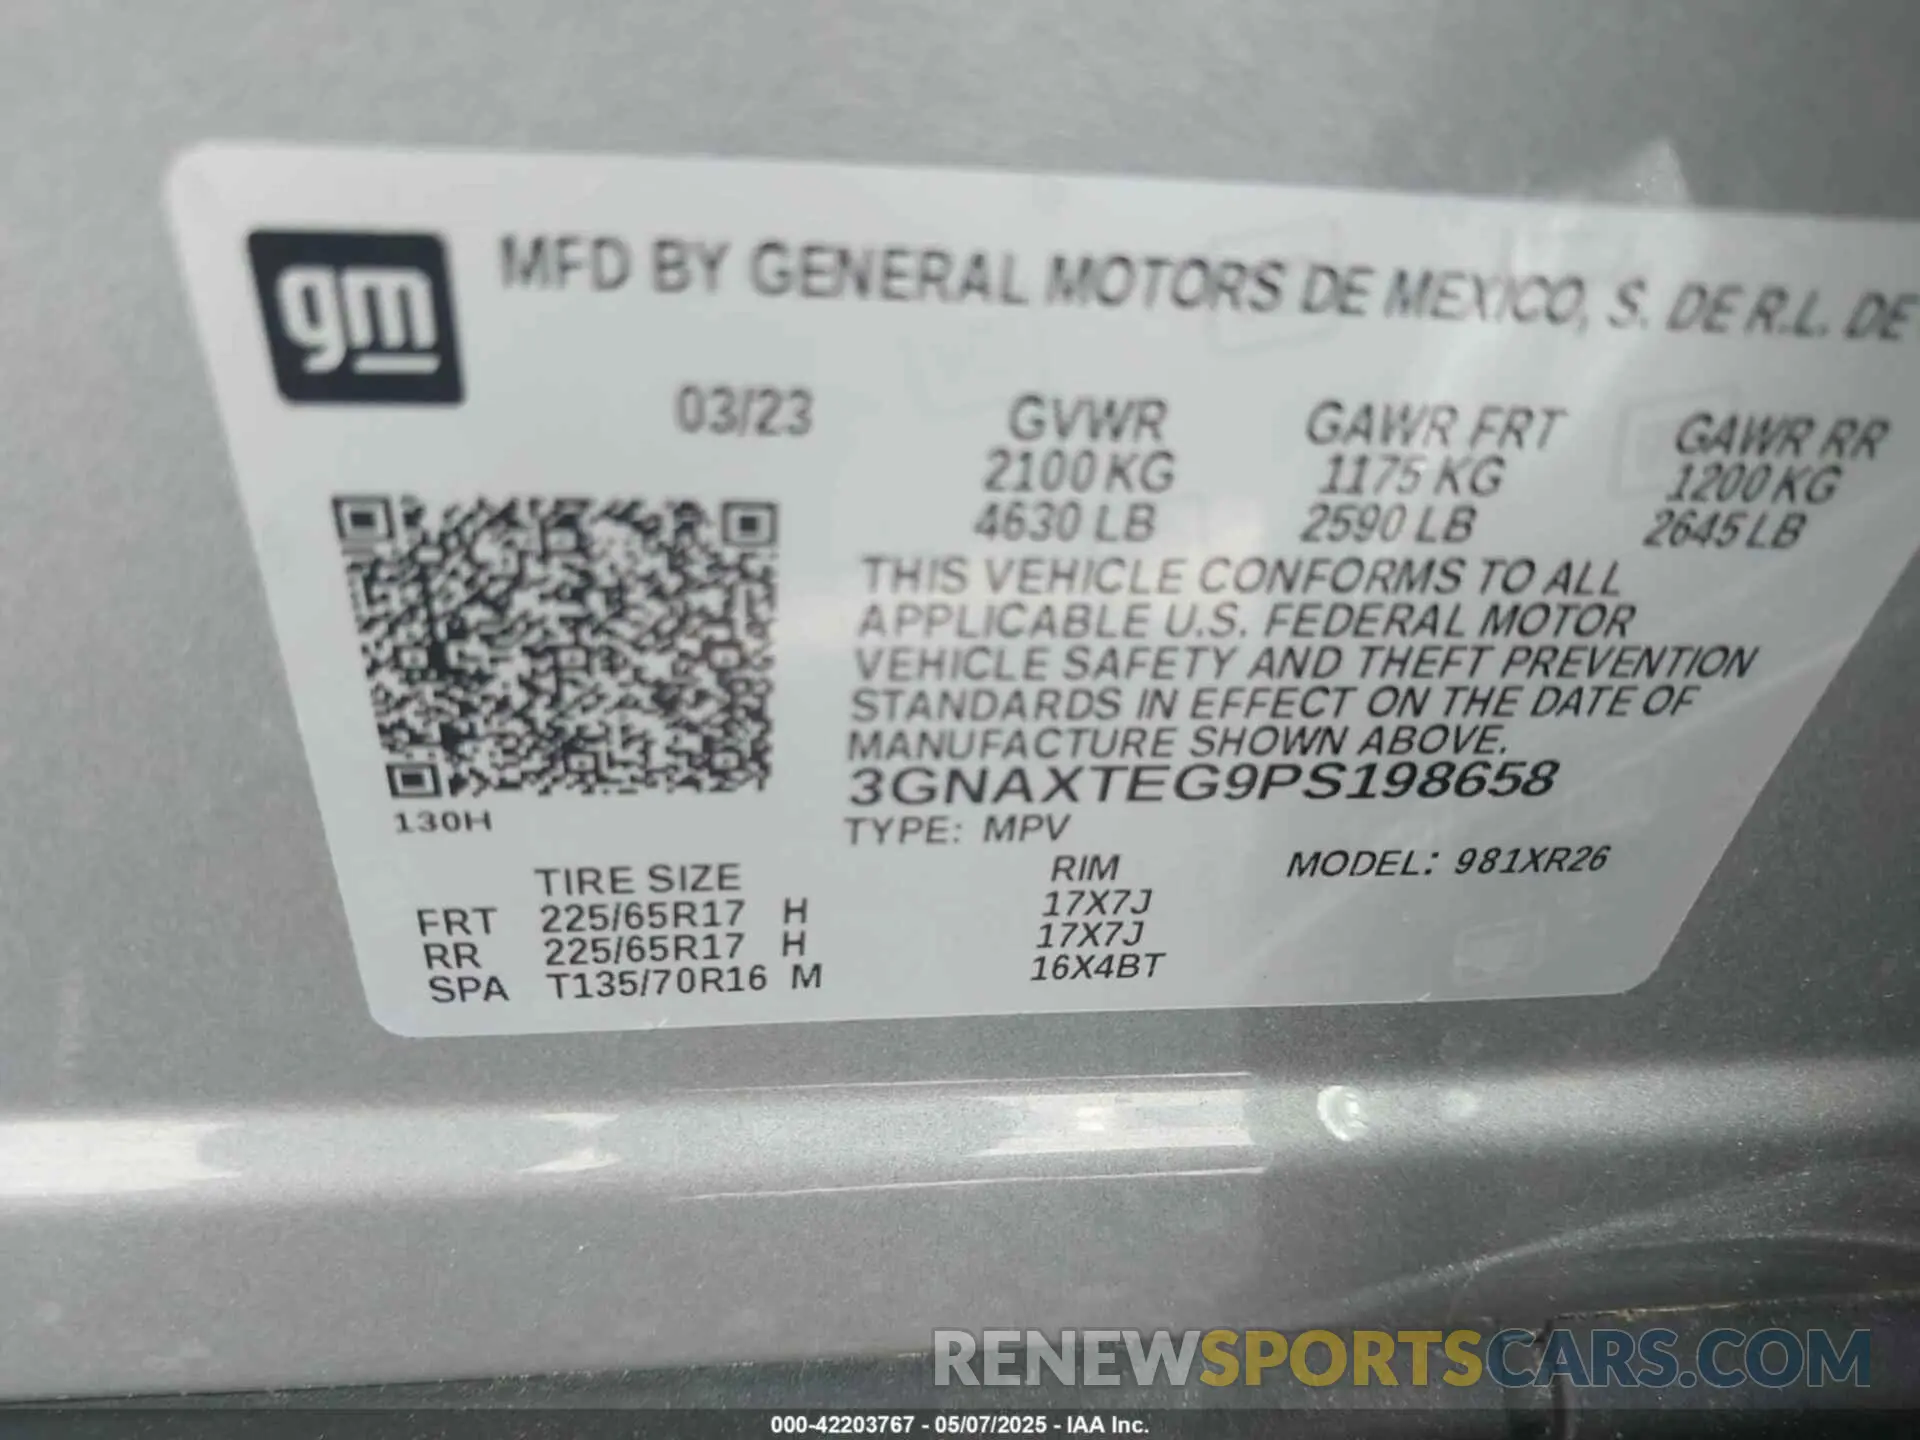 gm
MFD BY GENERAL MOTORS DE MEXICO, S. DE R.L. DE
03/23
GVWR GAWR FRT GAWR RR
2100 KG 1175 KG 1200 KG
4630 LB 2590 LB 2645 LB
THIS VEHICLE CONFORMS TO ALL
APPLICABLE U.S. FEDERAL MOTOR
VEHICLE SAFETY AND THEFT PREVENTION
STANDARDS IN EFFECT ON THE DATE OF
MANUFACTURE SHOWN ABOVE.
3GNAXTEG9PS198658
130H
TYPE: MPV
MODEL: 981XR26
TIRE SIZE RIM
FRT 225/65R17 H 17X7J
RR 225/65R17 H 17X7J
SPA T135/70R16 M 16X4BT
RENEWSPORTSCARS.COM
000-42203767 - 05/07/2025 - IAA Inc.